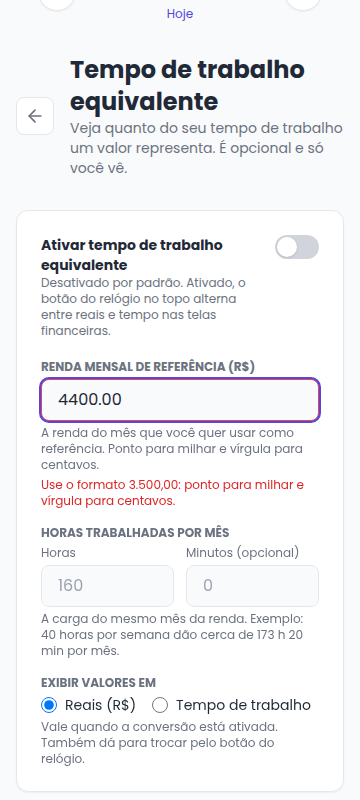 Hoje
Tempo de trabalho
equivalente
Veja quanto do seu tempo de trabalho
um valor representa. É opcional e só
você vê.
Ativar tempo de trabalho
equivalente
Desativado por padrão. Ativado, o
botão do relógio no topo alterna
entre reais e tempo nas telas
financeiras.
RENDA MENSAL DE REFERÊNCIA (R$)
4400.00
A renda do mês que você quer usar como
referência. Ponto para milhar e vírgula para
centavos.
Use o formato 3.500,00: ponto para milhar e
vírgula para centavos.
HORAS TRABALHADAS POR MÊS
Horas Minutos (opcional)
160 0
A carga do mesmo mês da renda. Exemplo:
40 horas por semana dão cerca de 173 h 20
min por mês.
EXIBIR VALORES EM
Reais (R$) Tempo de trabalho
Vale quando a conversão está ativada.
Também dá para trocar pelo botão do
relógio.